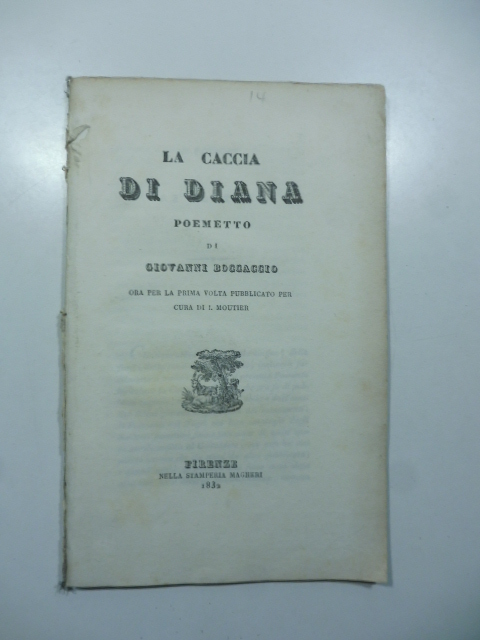 14
LA CACCIA
DI DIANA
POEMETTO
DI
GIOVANNI BOCCACCIO
ORA PER LA PRIMA VOLTA PUBBLICATO PER
CURA DI I. MOUTIER
FIRENZE
NELLA STAMPERIA MAGHERI
1832